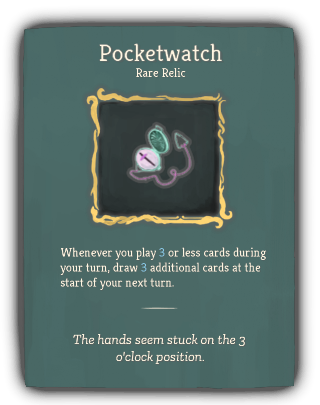 Pocketwatch
Rare Relic
Whenever you play 3 or less cards during
your turn, draw 3 additional cards at the
start of your next turn.
The hands seem stuck on the 3
o'clock position.